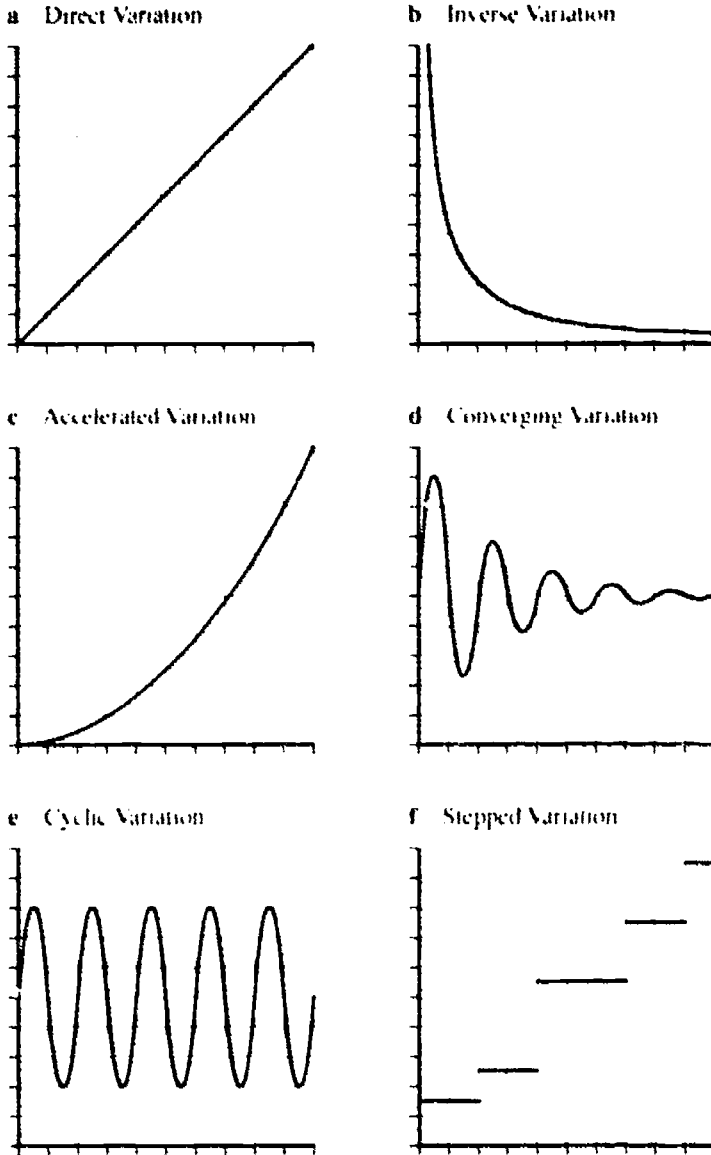 a Direct Variation
b Inverse Variation
c Accelerated Variation
d Converging Variation
e Cyclic Variation
f Stepped Variation